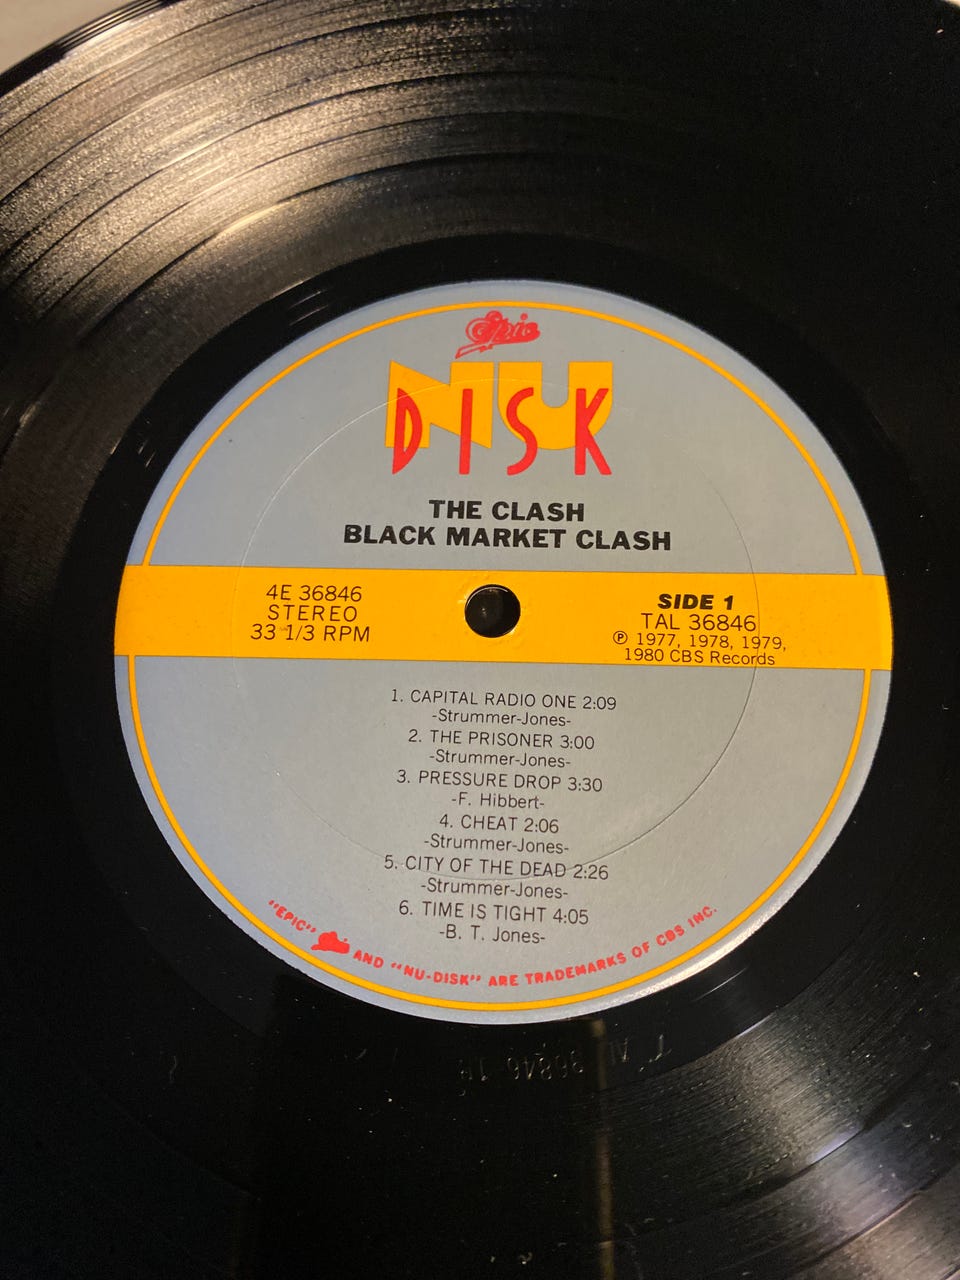 Epic
NU
DISK
THE CLASH
BLACK MARKET CLASH
4E 36846
STEREO
33 1/3 RPM
SIDE 1
TAL 36846
℗ 1977, 1978, 1979,
1980 CBS Records
1. CAPITAL RADIO ONE 2:09
-Strummer-Jones-
2. THE PRISONER 3:00
-Strummer-Jones-
3. PRESSURE DROP 3:30
-F. Hibbert-
4. CHEAT 2:06
-Strummer-Jones-
5. CITY OF THE DEAD 2:26
-Strummer-Jones-
6. TIME IS TIGHT 4:05
-B. T. Jones-
"EPIC" Epic AND "NU-DISK" ARE TRADEMARKS OF CBS INC.